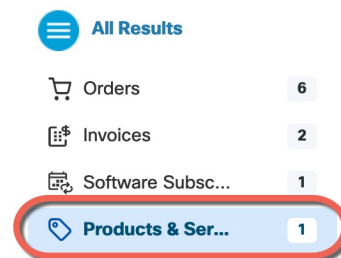 All Results
Orders 6
Invoices 2
Software Subsc... 1
Products & Ser... 1